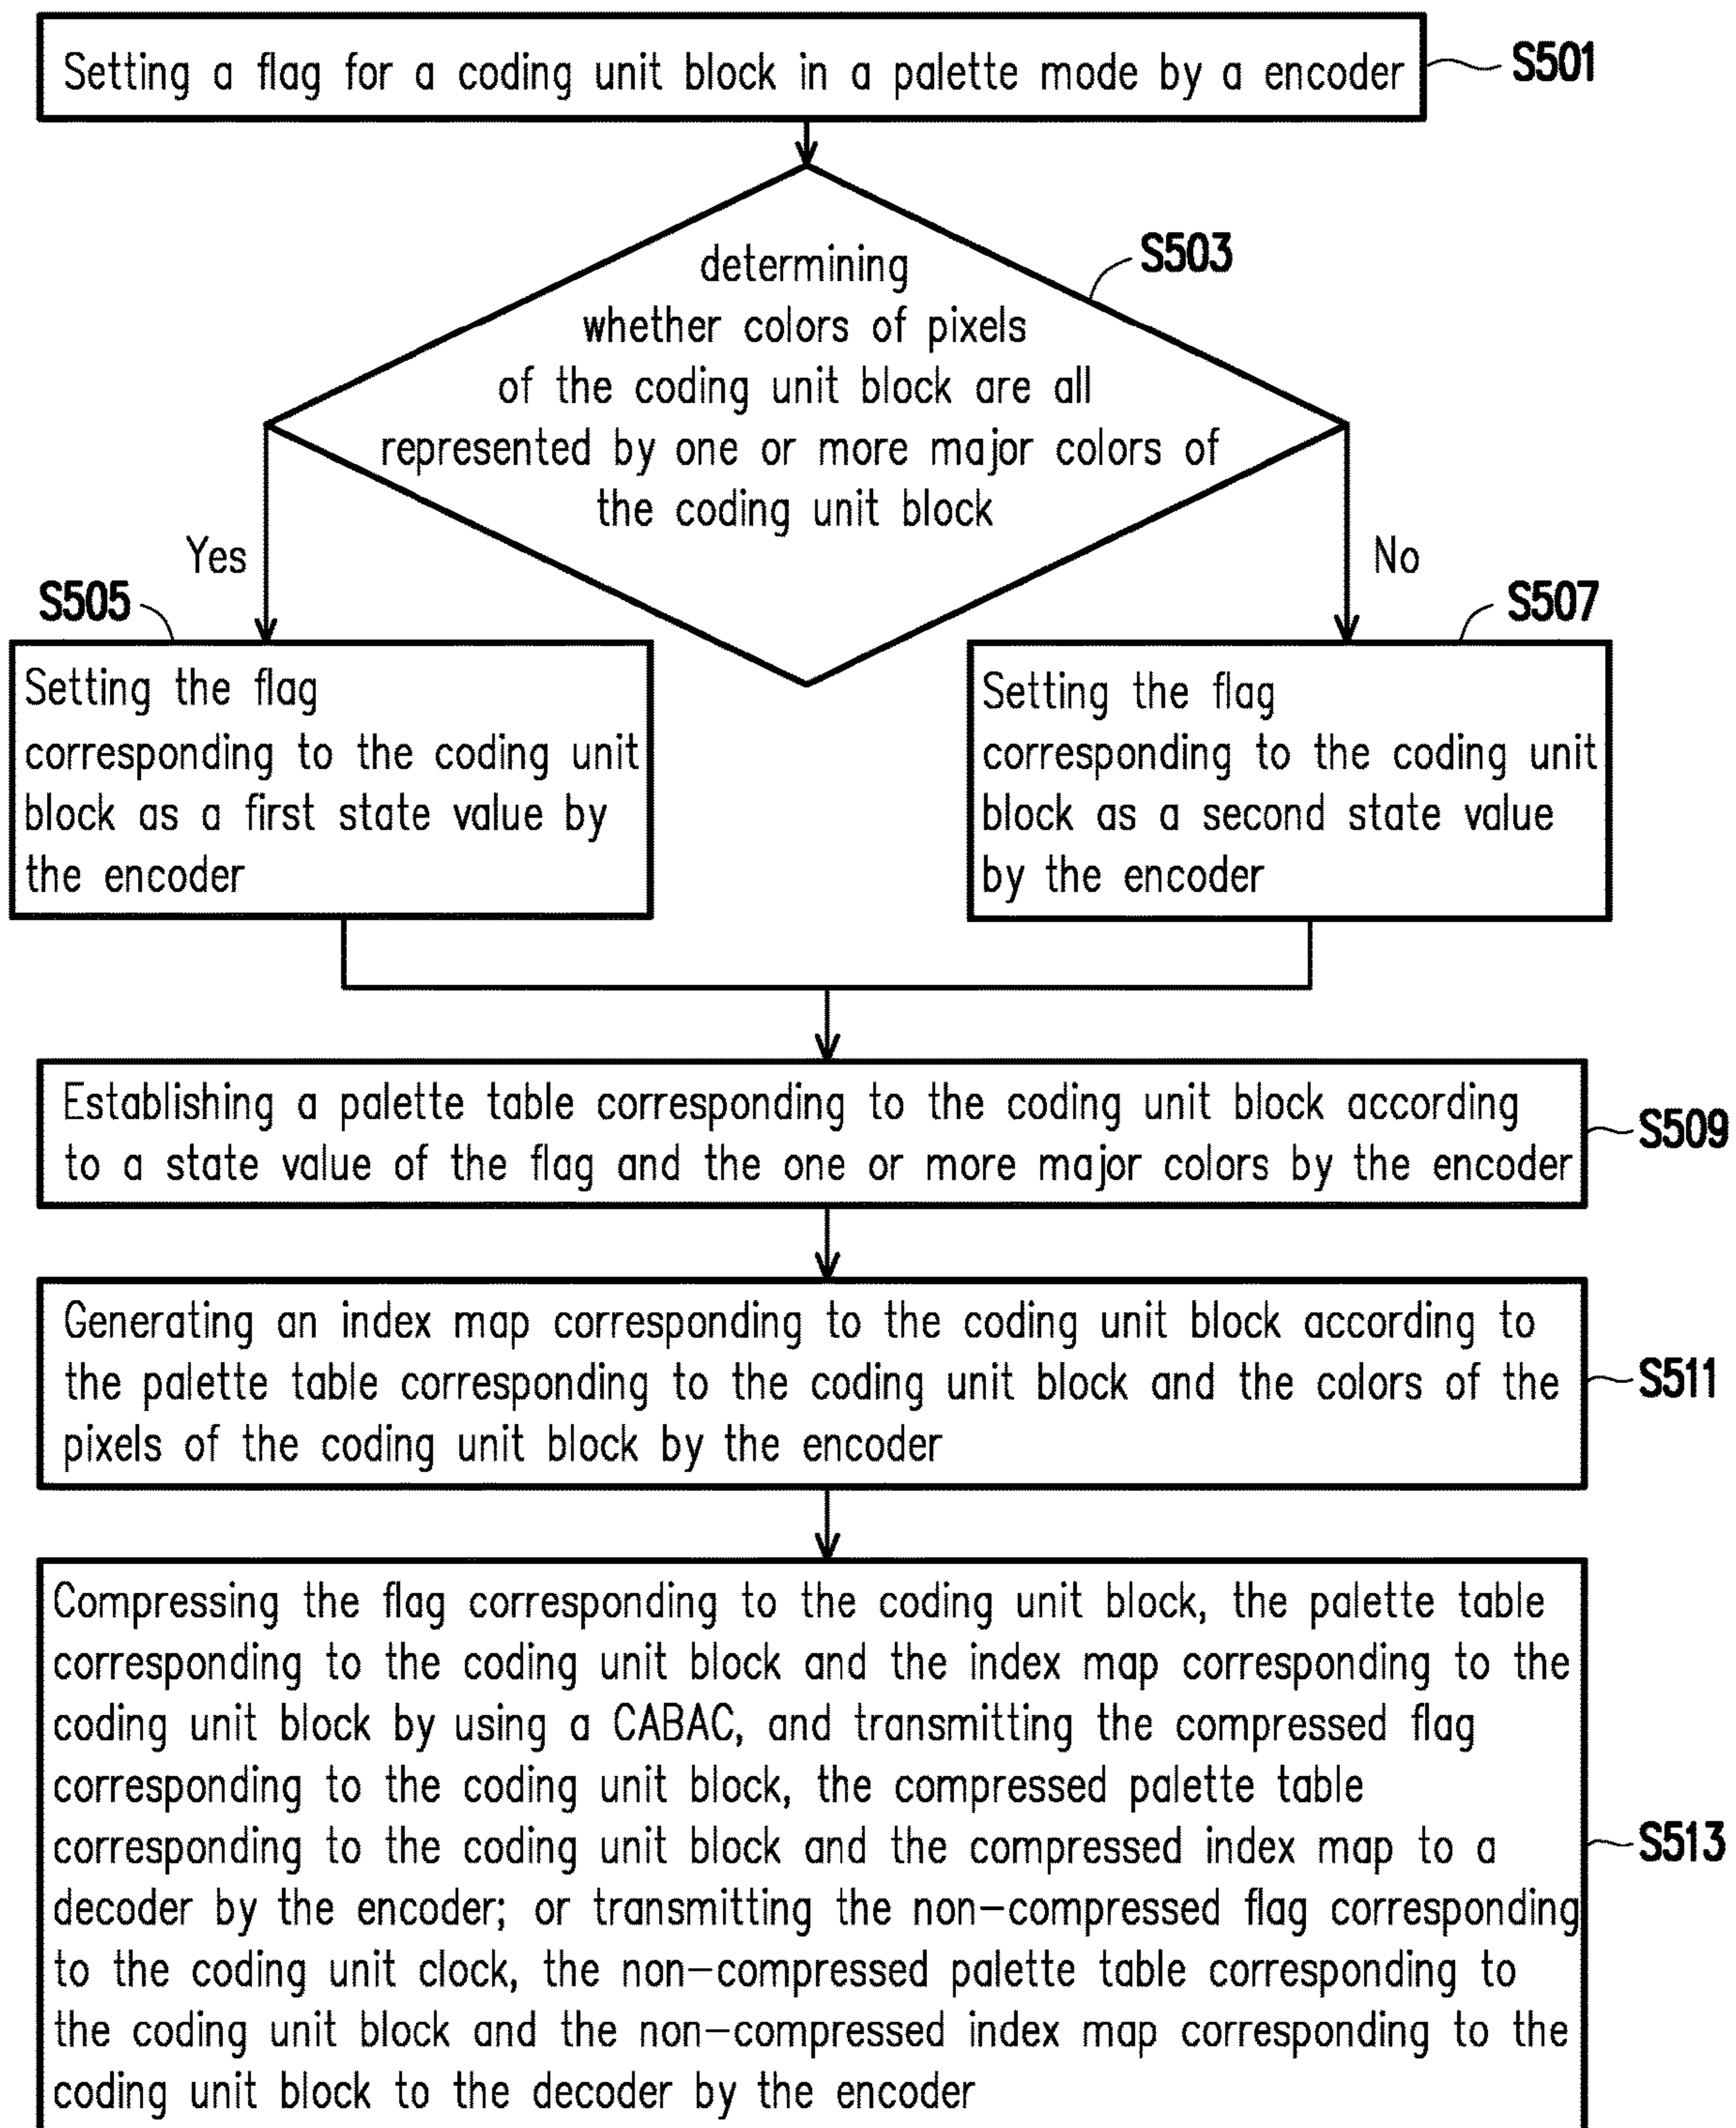 Setting a flag for a coding unit block in a palette mode by a encoder
S501
determining
whether colors of pixels
of the coding unit block are all
represented by one or more major colors of
the coding unit block
S503
Yes
No
S505
Setting the flag
corresponding to the coding unit
block as a first state value by
the encoder
S507
Setting the flag
corresponding to the coding unit
block as a second state value
by the encoder
Establishing a palette table corresponding to the coding unit block according
to a state value of the flag and the one or more major colors by the encoder
S509
Generating an index map corresponding to the coding unit block according to
the palette table corresponding to the coding unit block and the colors of the
pixels of the coding unit block by the encoder
S511
Compressing the flag corresponding to the coding unit block, the palette table
corresponding to the coding unit block and the index map corresponding to the
coding unit block by using a CABAC, and transmitting the compressed flag
corresponding to the coding unit block, the compressed palette table
corresponding to the coding unit block and the compressed index map to a
decoder by the encoder; or transmitting the non-compressed flag corresponding
to the coding unit clock, the non-compressed palette table corresponding to
the coding unit block and the non-compressed index map corresponding to the
coding unit block to the decoder by the encoder
S513